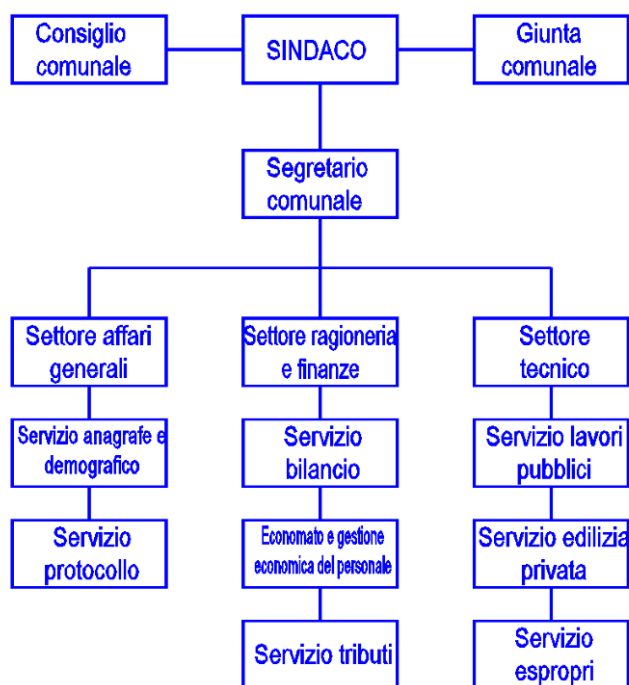 Consiglio
comunale
SINDACO
Giunta
comunale
Segretario
comunale
Settore affari
generali
Settore ragioneria
e finanze
Settore
tecnico
Servizio anagrafe e
demografico
Servizio
bilancio
Servizio lavori
pubblici
Servizio
protocollo
Economato e gestione
economica del personale
Servizio edilizia
privata
Servizio tributi
Servizio
espropri